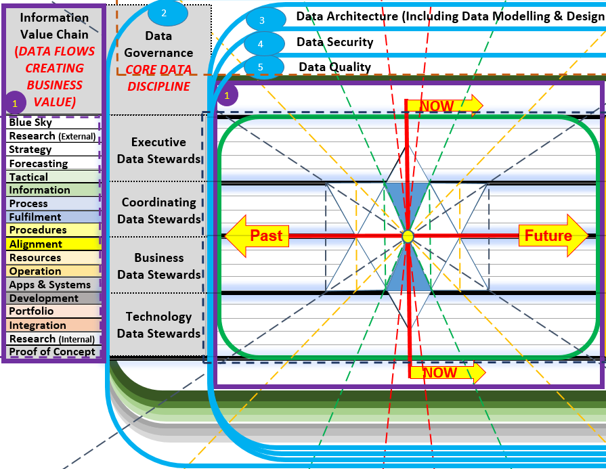 Information
Value Chain
(DATA FLOWS
CREATING
BUSINESS
VALUE)
1
Blue Sky
Research (External)
Strategy
Forecasting
Tactical
Information
Process
Fulfilment
Procedures
Alignment
Resources
Operation
Apps & Systems
Development
Portfolio
Integration
Research (Internal)
Proof of Concept
2
Data
Governance
CORE DATA
DISCIPLINE
Executive
Data Stewards
Coordinating
Data Stewards
Business
Data Stewards
Technology
Data Stewards
3 Data Architecture (Including Data Modelling & Design
4 Data Security
5 Data Quality
1
NOW
Past
Future
NOW